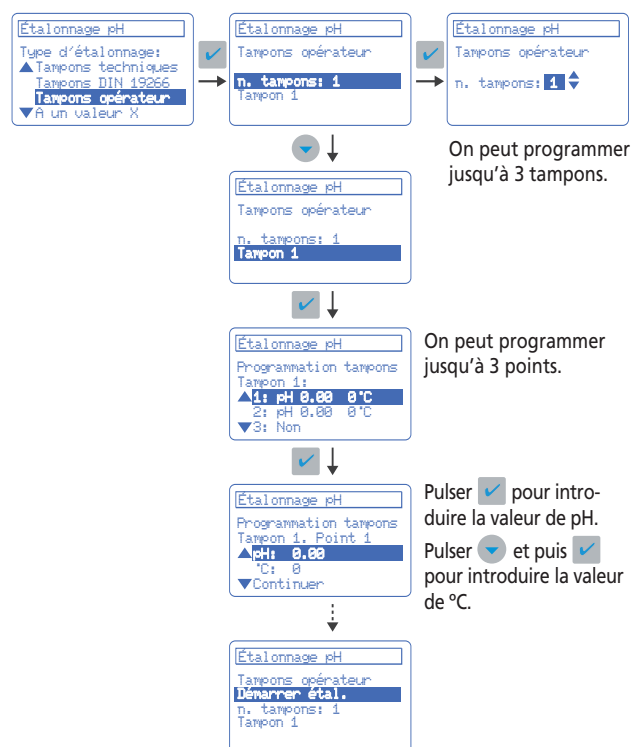 Étalonnage pH
Type d'étalonnage:
Tampons techniques
Tampons DIN 19266
Tampons opérateur
A un valeur X
Étalonnage pH
Tampons opérateur
n. tampons: 1
Tampon 1
Étalonnage pH
Tampons opérateur
n. tampons: 1
On peut programmer
jusqu'à 3 tampons.
Étalonnage pH
Tampons opérateur
n. tampons: 1
Tampon 1
Étalonnage pH
Programmation tampons
Tampon 1:
1: pH 0.00 0°C
2: pH 0.00 0°C
3: Non
On peut programmer
jusqu'à 3 points.
Étalonnage pH
Programmation tampons
Tampon 1. Point 1
pH: 0.00
°C: 0
Continuer
Pulser pour intro-
duire la valeur de pH.
Pulser et puis
pour introduire la valeur
de ºC.
Étalonnage pH
Tampons opérateur
Démarrer étal.
n. tampons: 1
Tampon 1